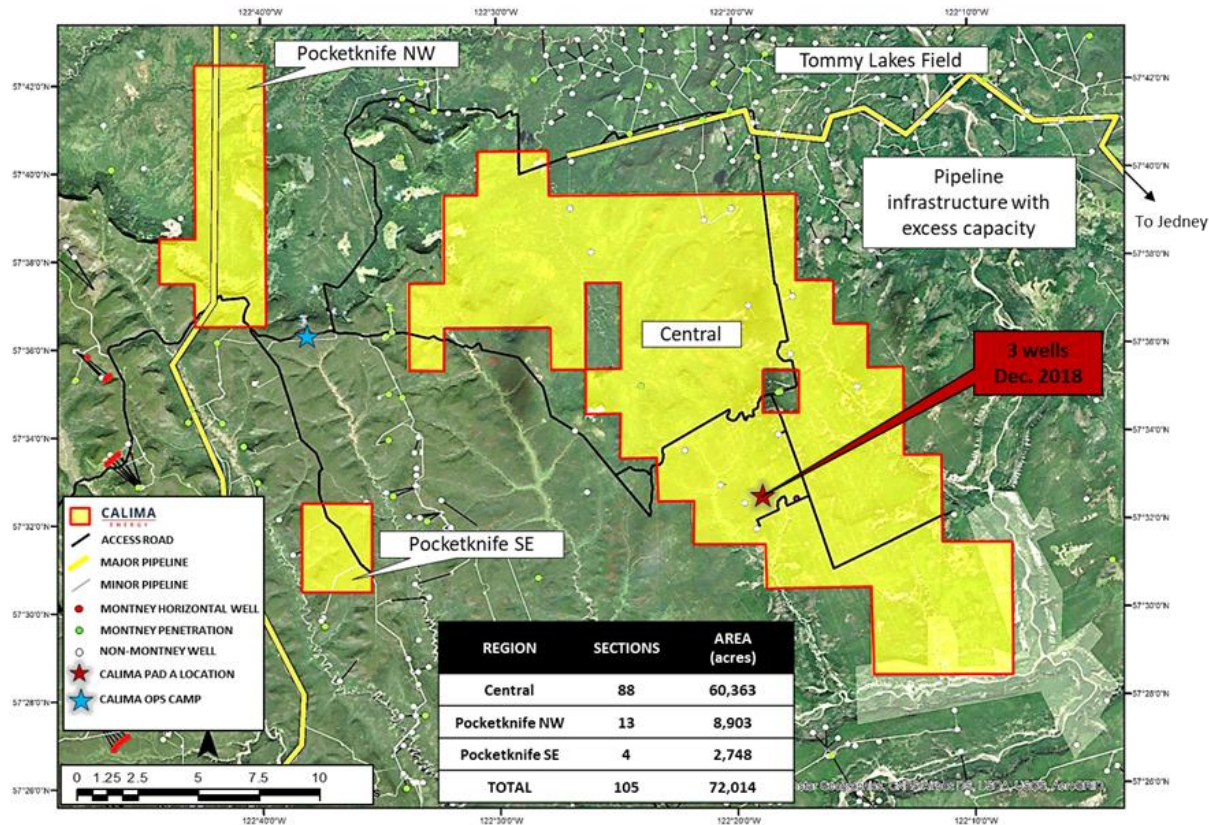 122°40'0"W 122°30'0"W 122°20'0"W 122°10'0"W
Pocketknife NW
Tommy Lakes Field
57°42'0"N 57°42'0"N
57°40'0"N 57°40'0"N
Pipeline
infrastructure with
excess capacity
To Jedney
57°38'0"N 57°38'0"N
Central
57°36'0"N 57°36'0"N
3 wells
Dec. 2018
57°34'0"N 57°34'0"N
57°32'0"N 57°32'0"N
Pocketknife SE
57°30'0"N 57°30'0"N
57°28'0"N 57°28'0"N
57°26'0"N 57°26'0"N
CALIMA
ENERGY
ACCESS ROAD
MAJOR PIPELINE
MINOR PIPELINE
MONTNEY HORIZONTAL WELL
MONTNEY PENETRATION
NON-MONTNEY WELL
CALIMA PAD A LOCATION
CALIMA OPS CAMP
0 1.25 2.5 5 7.5 10
REGION SECTIONS AREA
(acres)
Central 88 60,363
Pocketknife NW 13 8,903
Pocketknife SE 4 2,748
TOTAL 105 72,014
122°40'0"W 122°30'0"W 122°20'0"W 122°10'0"W